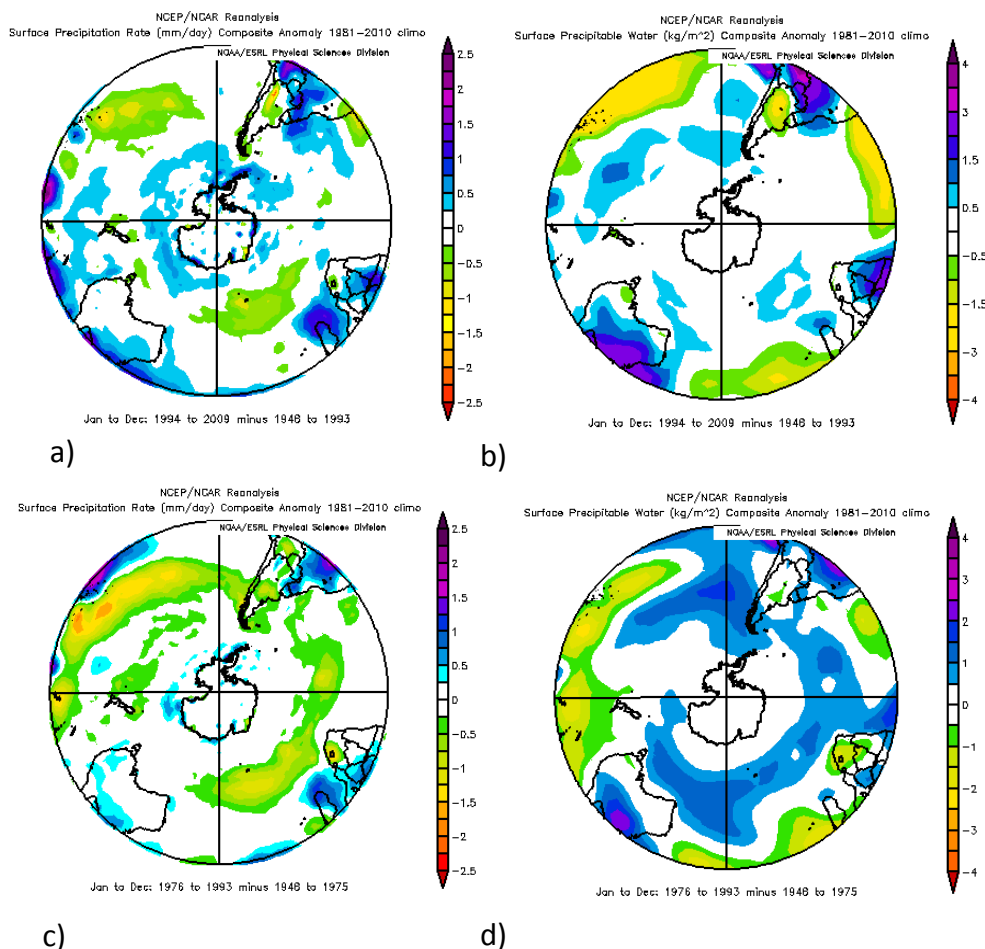 NCEP/NCAR Reanalysis
Surface Precipitation Rate (mm/day) Composite Anomaly 1981-2010 climo
NOAA/ESRL Physical Sciences Division
2.5
2
1.5
1
0.5
0
-0.5
-1
-1.5
-2
-2.5
Jan to Dec: 1994 to 2009 minus 1946 to 1993
a)
NCEP/NCAR Reanalysis
Surface Precipitable Water (kg/m^2) Composite Anomaly 1981-2010 climo
NOAA/ESRL Physical Sciences Division
4
3
1.5
0.5
-0.5
-1.5
-3
-4
Jan to Dec: 1994 to 2009 minus 1946 to 1993
b)
NCEP/NCAR Reanalysis
Surface Precipitation Rate (mm/day) Composite Anomaly 1981-2010 climo
NOAA/ESRL Physical Sciences Division
2.5
2
1.5
1
0.5
0
-0.5
-1
-1.5
-2
-2.5
Jan to Dec: 1976 to 1993 minus 1946 to 1975
c)
NCEP/NCAR Reanalysis
Surface Precipitable Water (kg/m^2) Composite Anomaly 1981-2010 climo
NOAA/ESRL Physical Sciences Division
4
3
2
1
0
-1
-2
-3
-4
Jan to Dec: 1976 to 1993 minus 1946 to 1975
d)